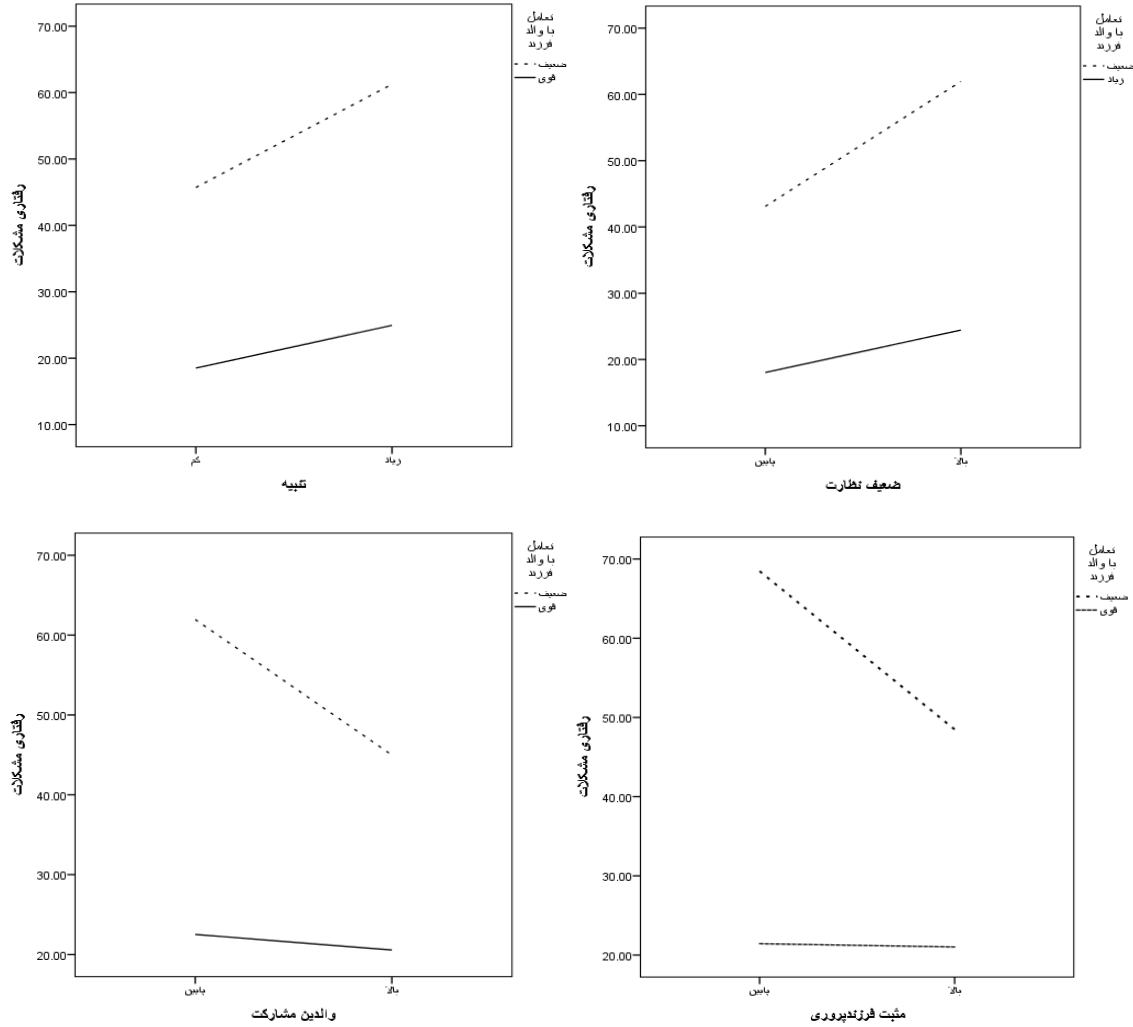 تعامل
با والد
فرزند
ضعیف
قوی
70.00
60.00
50.00
40.00
30.00
20.00
10.00
رفتاری مشکلات
کم
زیاد
تنبیه
تعامل
با والد
فرزند
ضعیف
زیاد
70.00
60.00
50.00
40.00
30.00
20.00
10.00
رفتاری مشکلات
پایین
بالا
ضعیف نظارت
تعامل
با والد
فرزند
ضعیف
قوی
70.00
60.00
50.00
40.00
30.00
20.00
رفتاری مشکلات
پایین
بالا
والدین مشارکت
تعامل
با والد
فرزند
ضعیف
قوی
70.00
60.00
50.00
40.00
30.00
20.00
رفتاری مشکلات
پایین
بالا
مثبت فرزندپروری